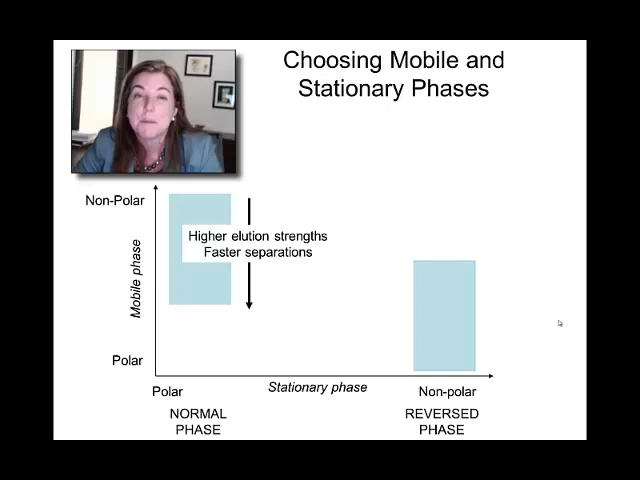 Choosing Mobile and
Stationary Phases
Non-Polar
Higher elution strengths
Faster separations
Mobile phase
Polar
Stationary phase
Polar
Non-polar
NORMAL
PHASE
REVERSED
PHASE